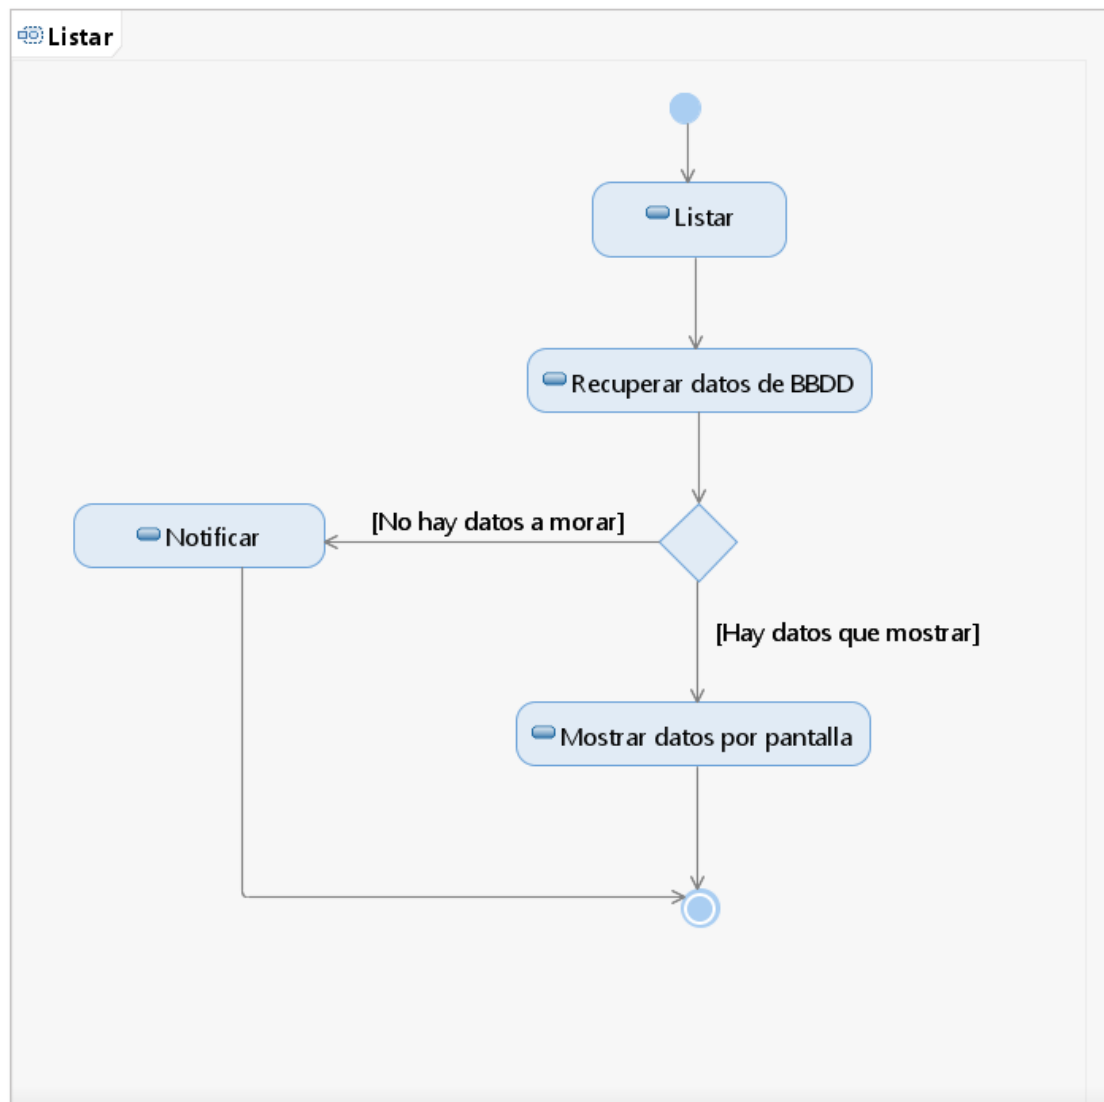 Listar
Listar
Recuperar datos de BBDD
[No hay datos a morar]
Notificar
[Hay datos que mostrar]
Mostrar datos por pantalla